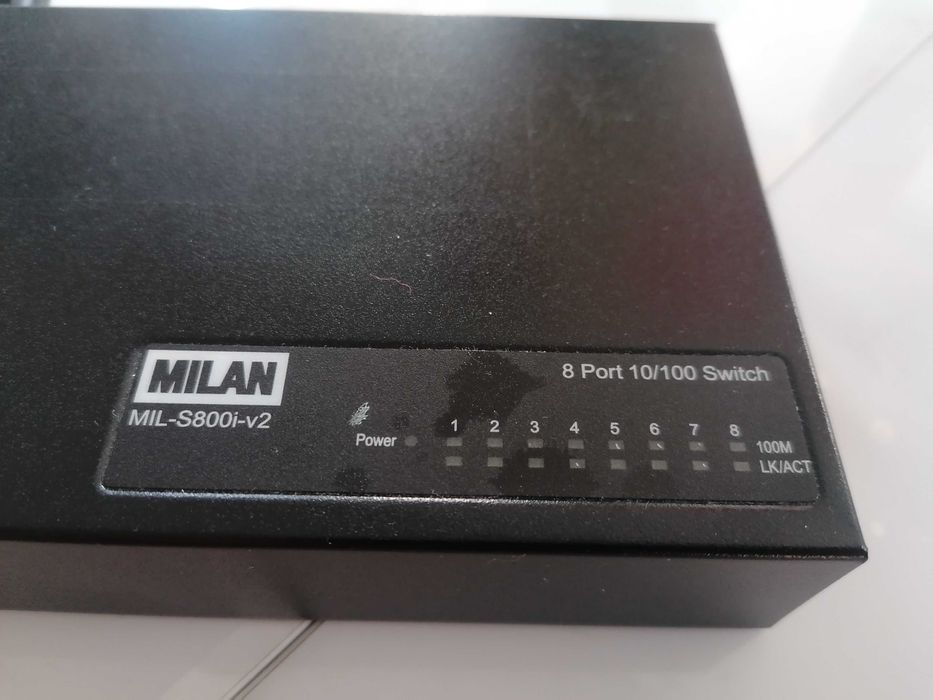 MILAN
8 Port 10/100 Switch
MIL-S800i-v2
1 2 3 4 5 6 7 8
Power
100M
LK/ACT